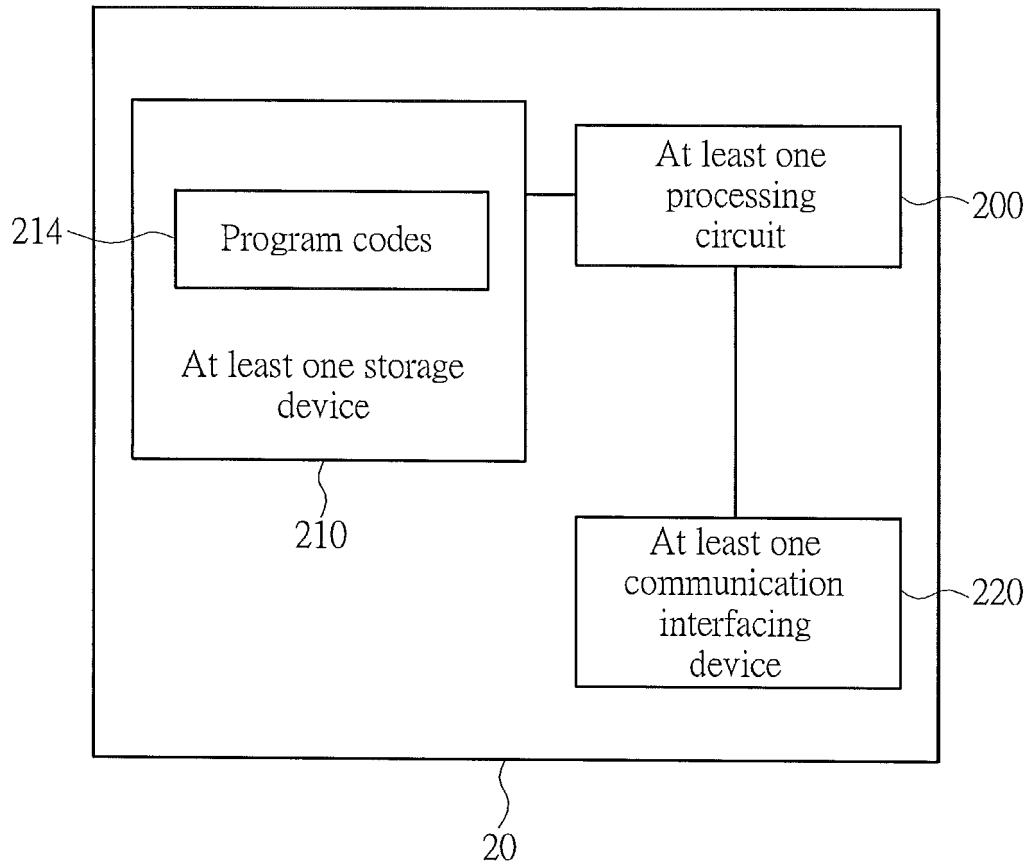 At least one
processing
circuit
200
214
Program codes
At least one storage
device
210
At least one
communication
interfacing
device
220
20